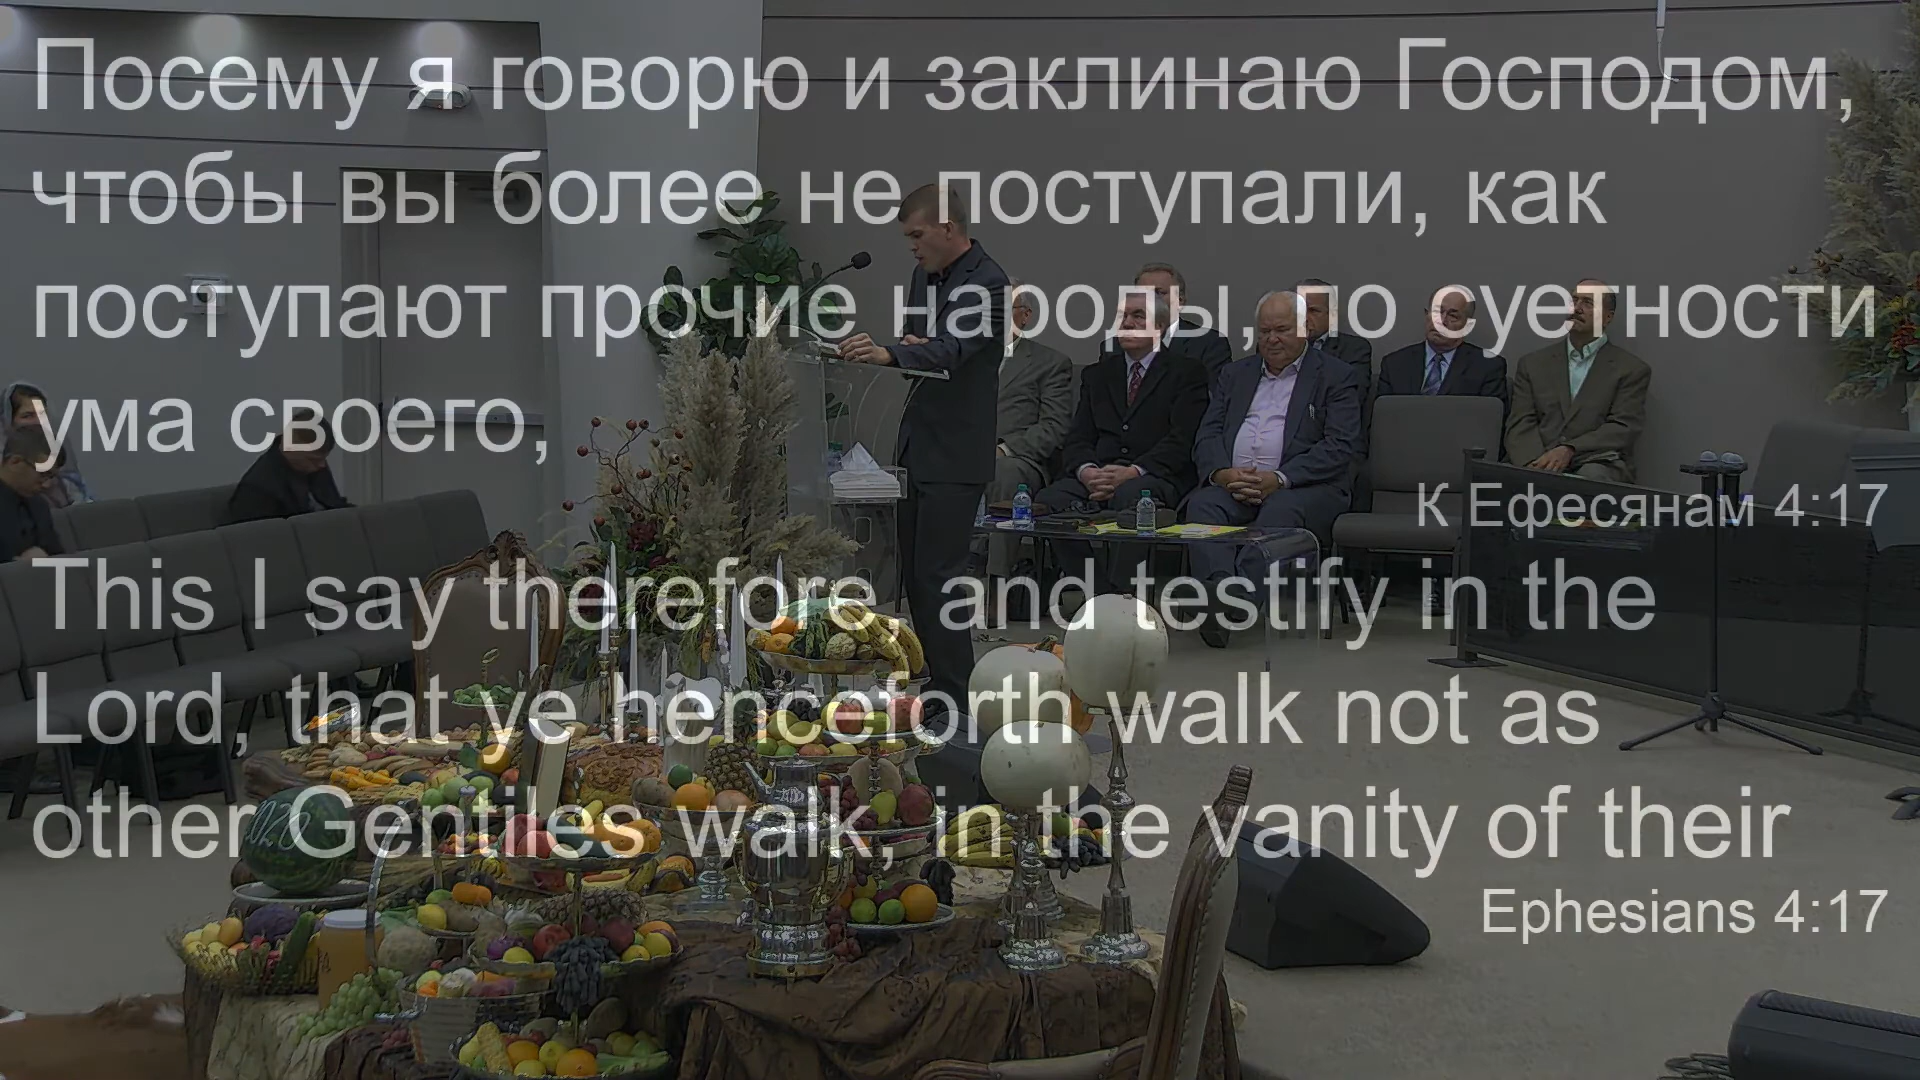 Посему я говорю и заклинаю Господом,
чтобы вы более не поступали, как
поступают прочие народы, по суетности
ума своего,
К Ефесянам 4:17
This I say therefore, and testify in the
Lord, that ye henceforth walk not as
other Gentiles walk, in the vanity of their
Ephesians 4:17